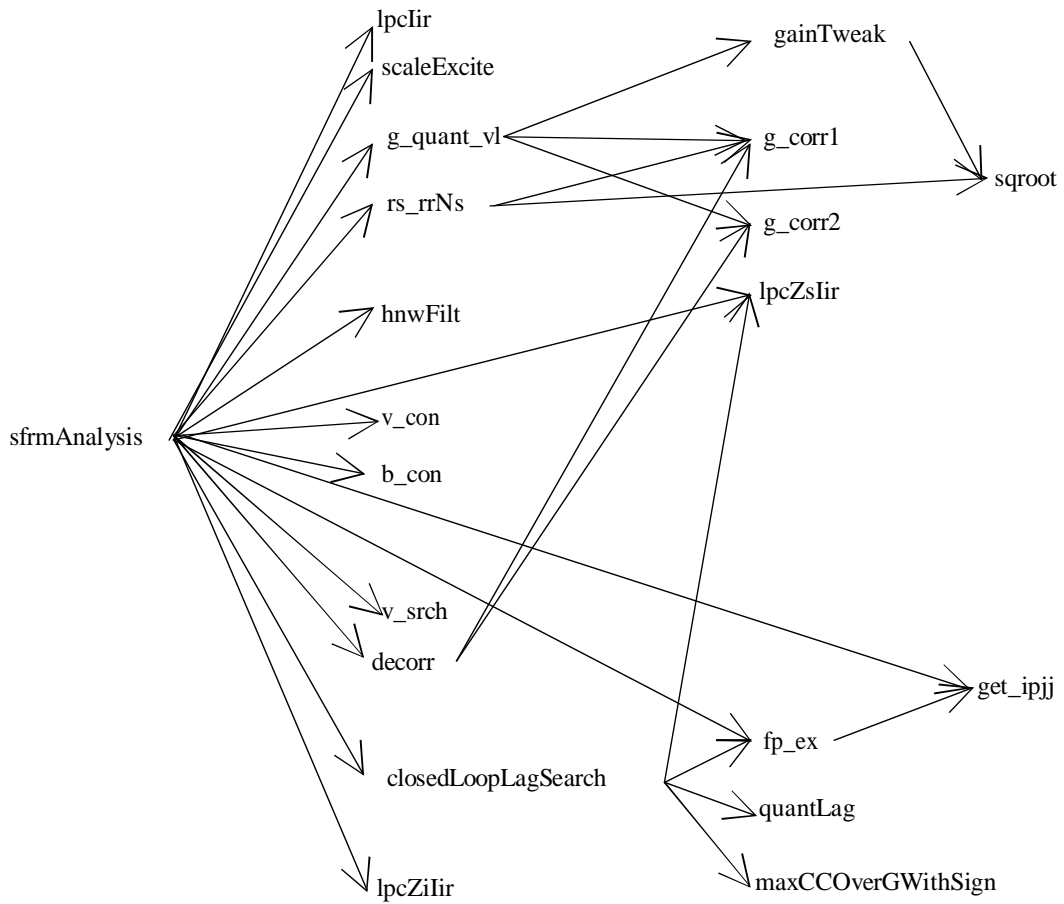 lpcIir
scaleExcite
g_quant_vl
rs_rrNs
hnwFilt
sfrmAnalysis
v_con
b_con
v_srch
decorr
closedLoopLagSearch
lpcZiIir
gainTweak
g_corr1
g_corr2
lpcZsIir
fp_ex
quantLag
maxCCOverGWithSign
sqroot
get_ipjj